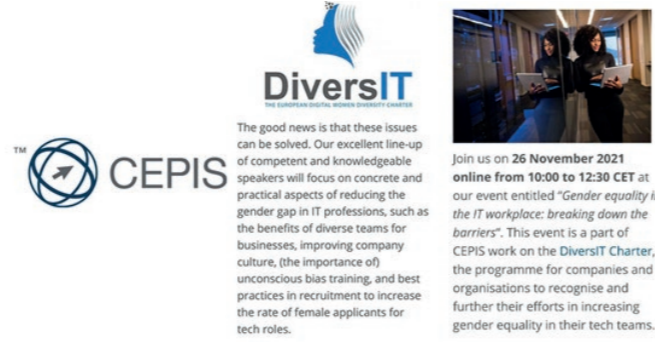 TM
CEPIS
DiversIT
THE EUROPEAN DIGITAL WOMEN DIVERSITY CHARTER
The good news is that these issues
can be solved. Our excellent line-up
of competent and knowledgeable
speakers will focus on concrete and
practical aspects of reducing the
gender gap in IT professions, such as
the benefits of diverse teams for
businesses, improving company
culture, (the importance of)
unconscious bias training, and best
practices in recruitment to increase
the rate of female applicants for
tech roles.
Join us on 26 November 2021
online from 10:00 to 12:30 CET at
our event entitled "Gender equality i
the IT workplace: breaking down the
barriers". This event is a part of
CEPIS work on the DiversIT Charter,
the programme for companies and
organisations to recognise and
further their efforts in increasing
gender equality in their tech teams.